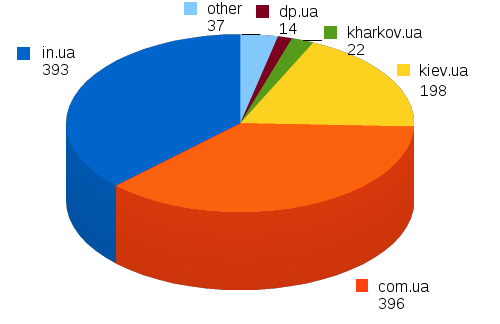 other
37
dp.ua
14
kharkov.ua
22
kiev.ua
198
in.ua
393
com.ua
396